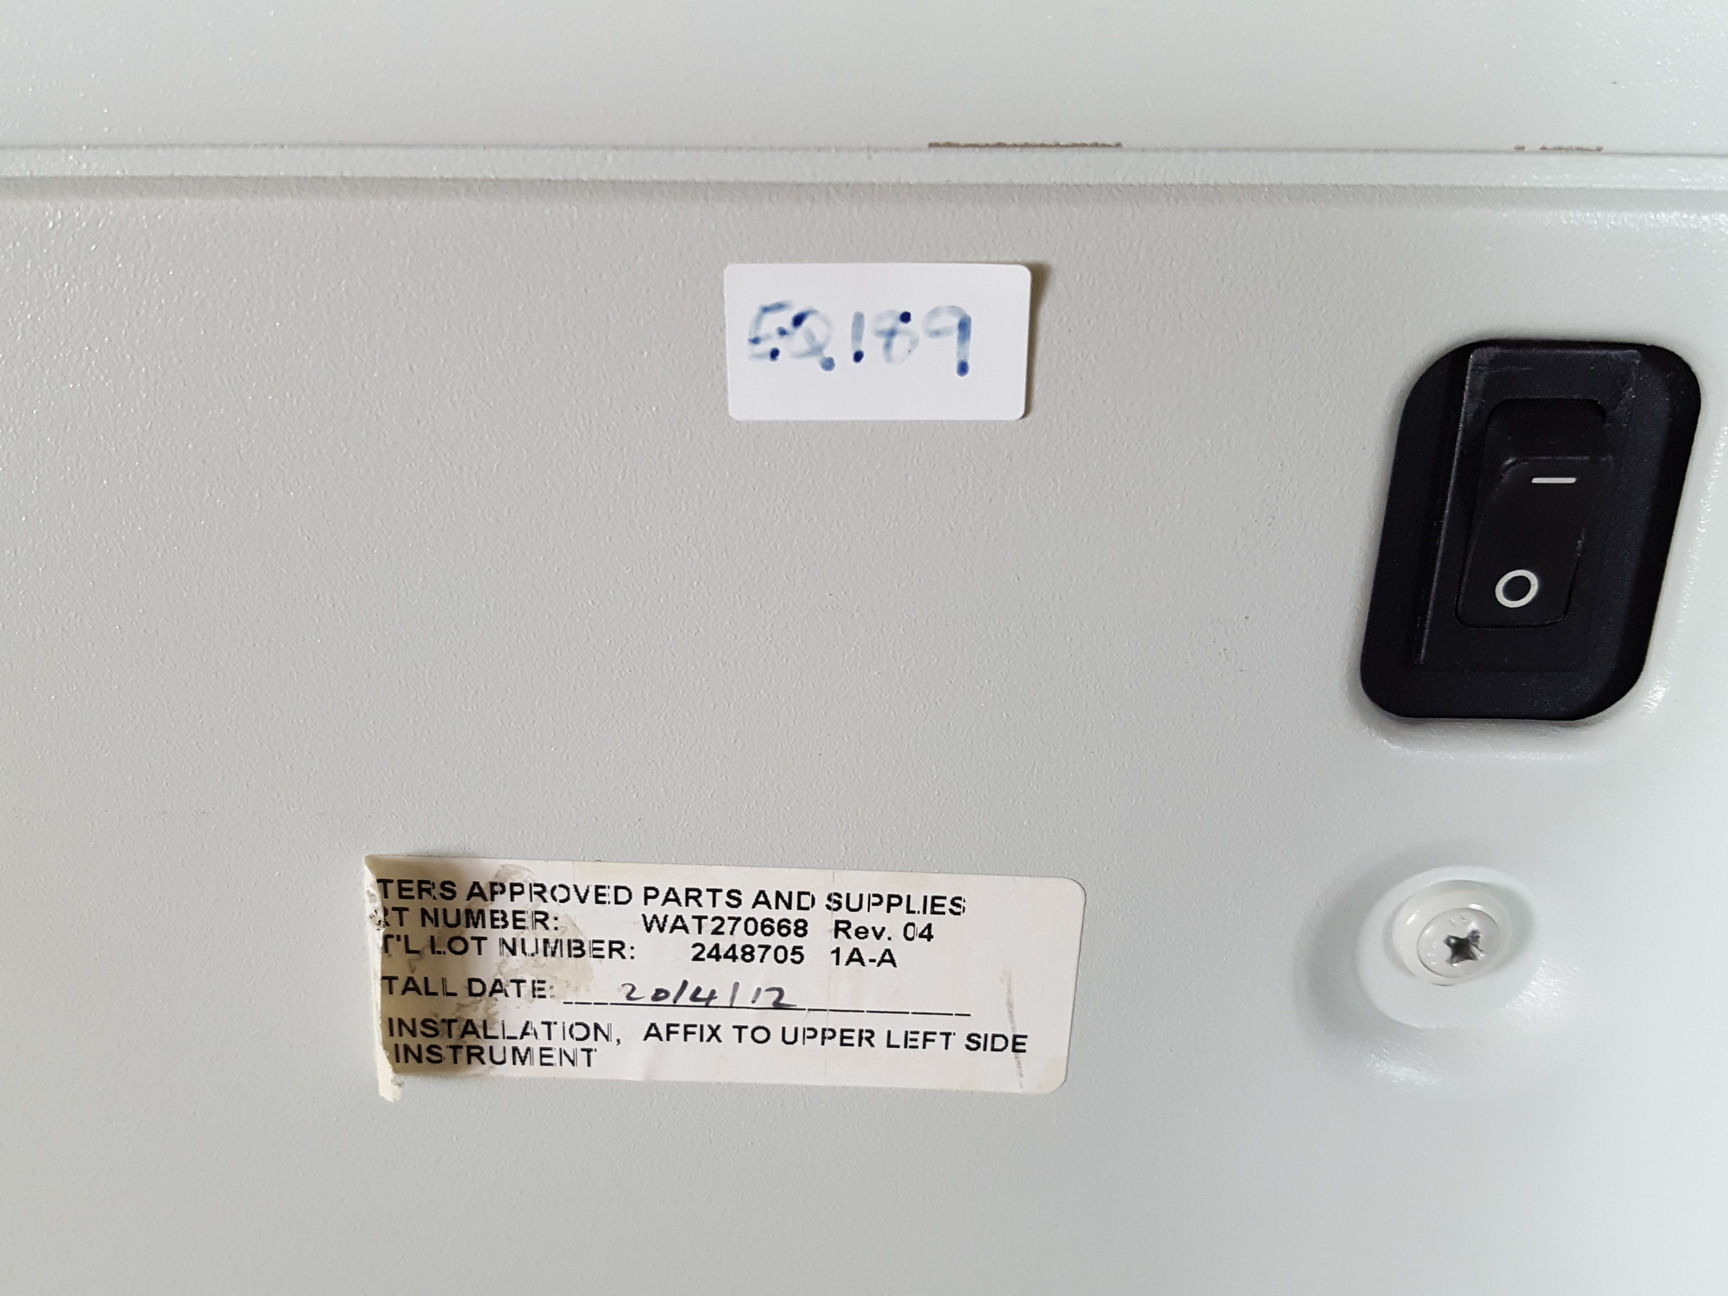 EQ189
TERS APPROVED PARTS AND SUPPLIES
RT NUMBER: WAT270668 Rev. 04
T'L LOT NUMBER: 2448705 1A-A
TALL DATE: 20/4/12
INSTALLATION, AFFIX TO UPPER LEFT SIDE
INSTRUMENT